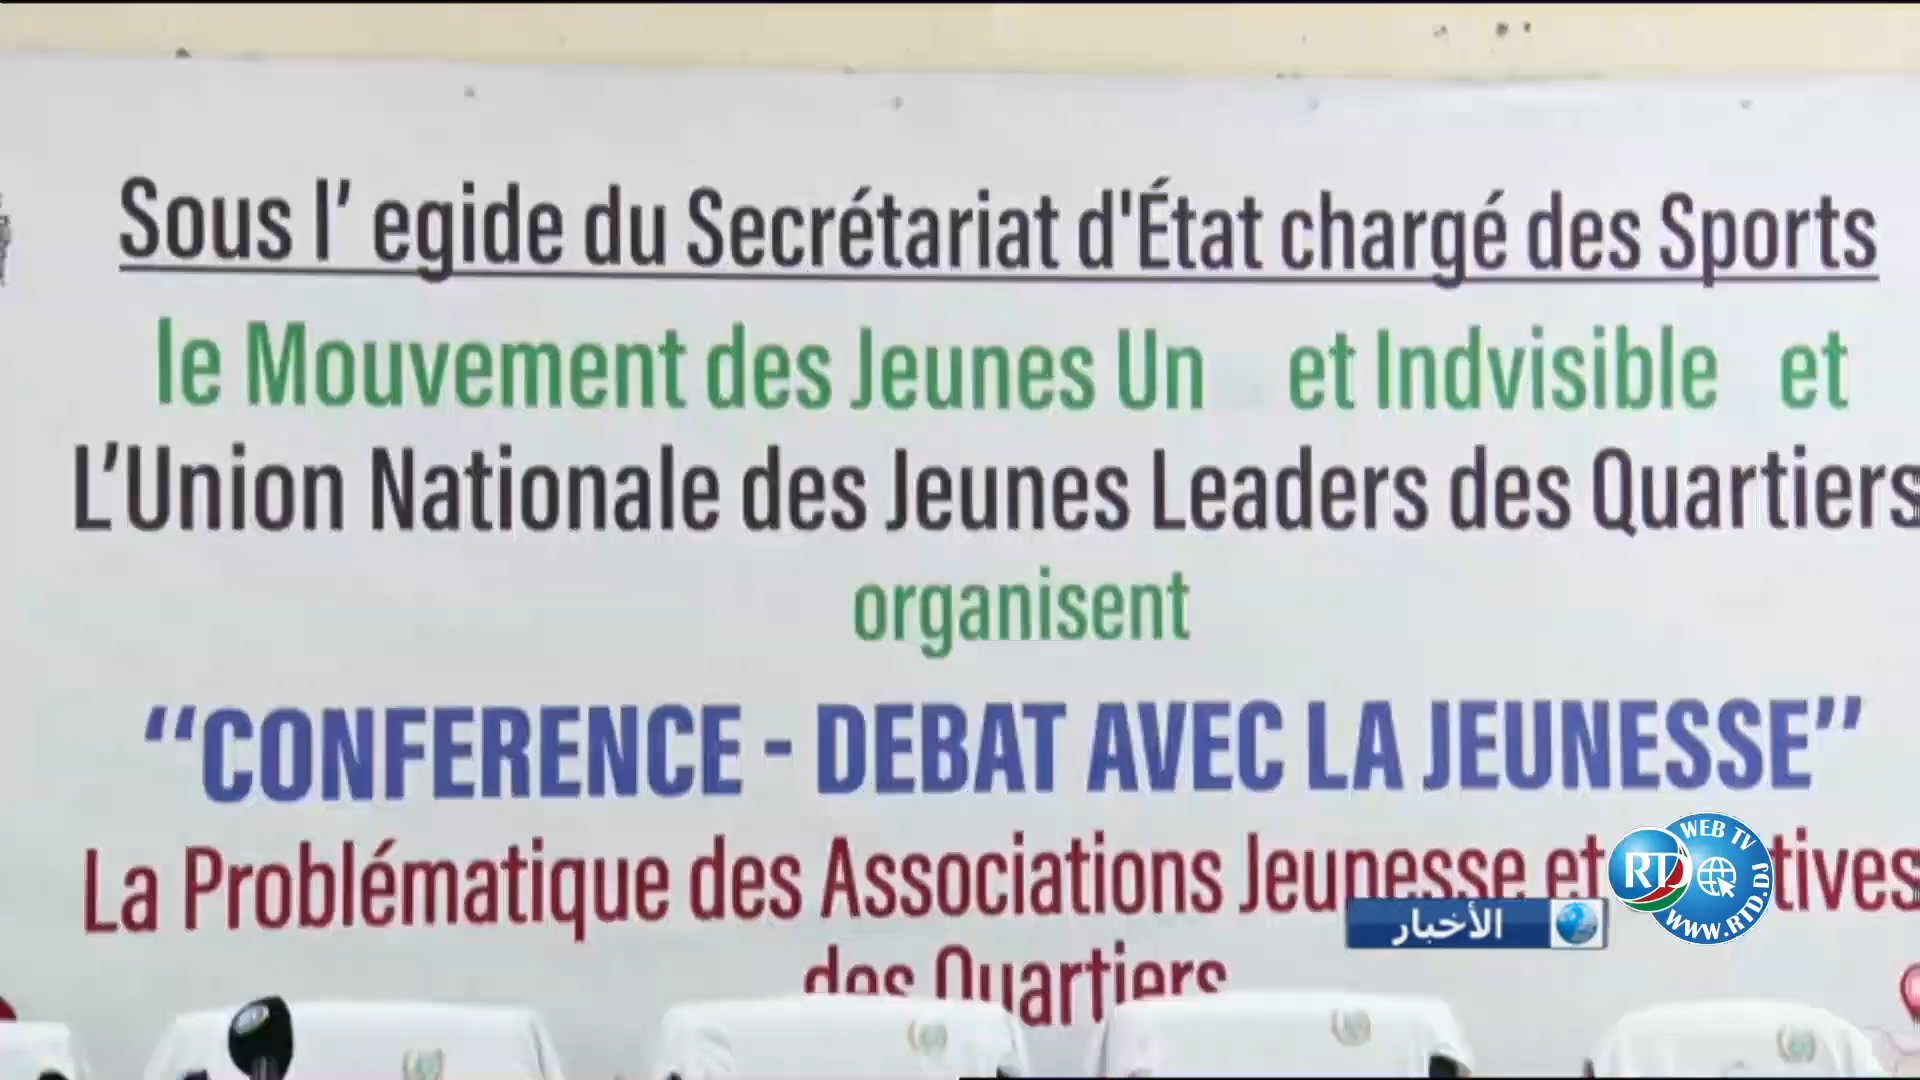 Sous l’ egide du Secrétariat d'État chargé des Sports
le Mouvement des Jeunes Un et Indvisible et
L’Union Nationale des Jeunes Leaders des Quartiers
organisent
“CONFERENCE - DEBAT AVEC LA JEUNESSE”
La Problématique des Associations Jeunesse et tives
des Quartiers
الأخبار
RTD
WEB TV
WWW.RTD.DJ